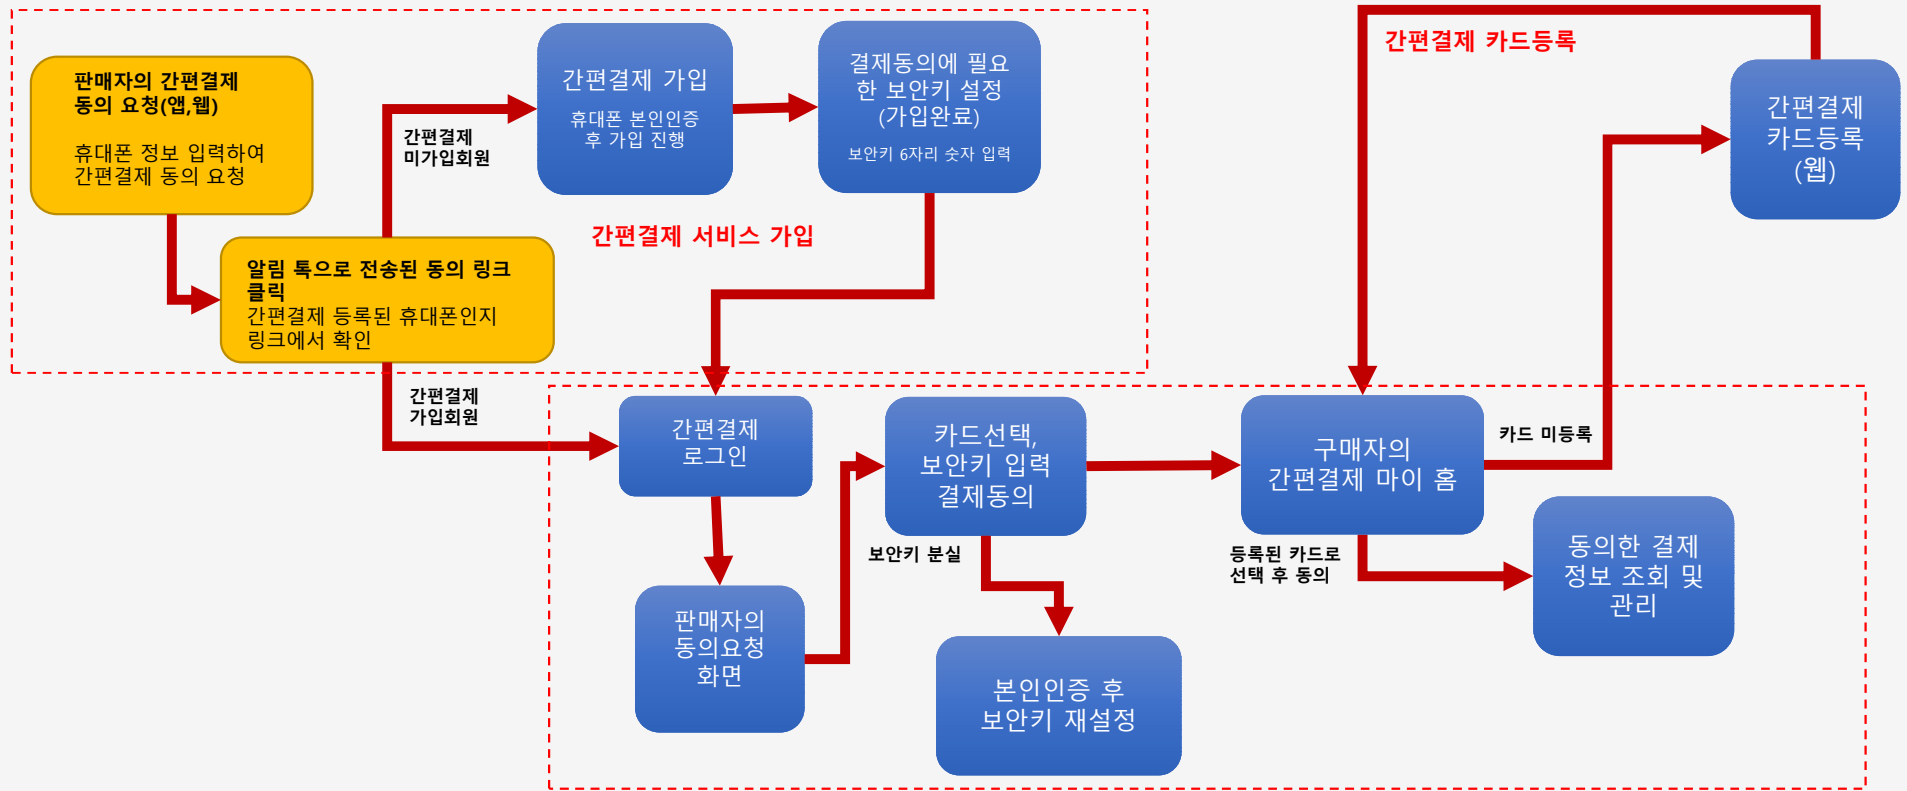 판매자의 간편결제
동의 요청(앱,웹)
휴대폰 정보 입력하여
간편결제 동의 요청
알림 톡으로 전송된 동의 링크
클릭
간편결제 등록된 휴대폰인지
링크에서 확인
간편결제
미가입회원
간편결제 가입
휴대폰 본인인증
후 가입 진행
결제동의에 필요
한 보안키 설정
(가입완료)
보안키 6자리 숫자 입력
간편결제 서비스 가입
간편결제 카드등록
간편결제
카드등록
(웹)
간편결제
가입회원
간편결제
로그인
판매자의
동의요청
화면
카드선택,
보안키 입력
결제동의
보안키 분실
본인인증 후
보안키 재설정
구매자의
간편결제 마이 홈
카드 미등록
등록된 카드로
선택 후 동의
동의한 결제
정보 조회 및
관리